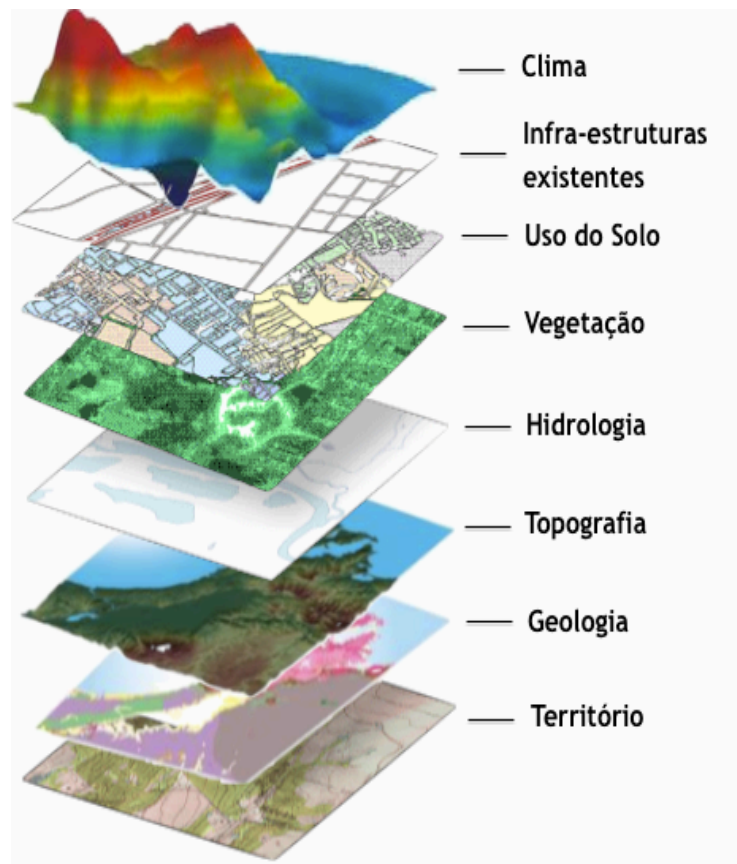 Clima
Infra-estruturas
existentes
Uso do Solo
Vegetação
Hidrologia
Topografia
Geologia
Território